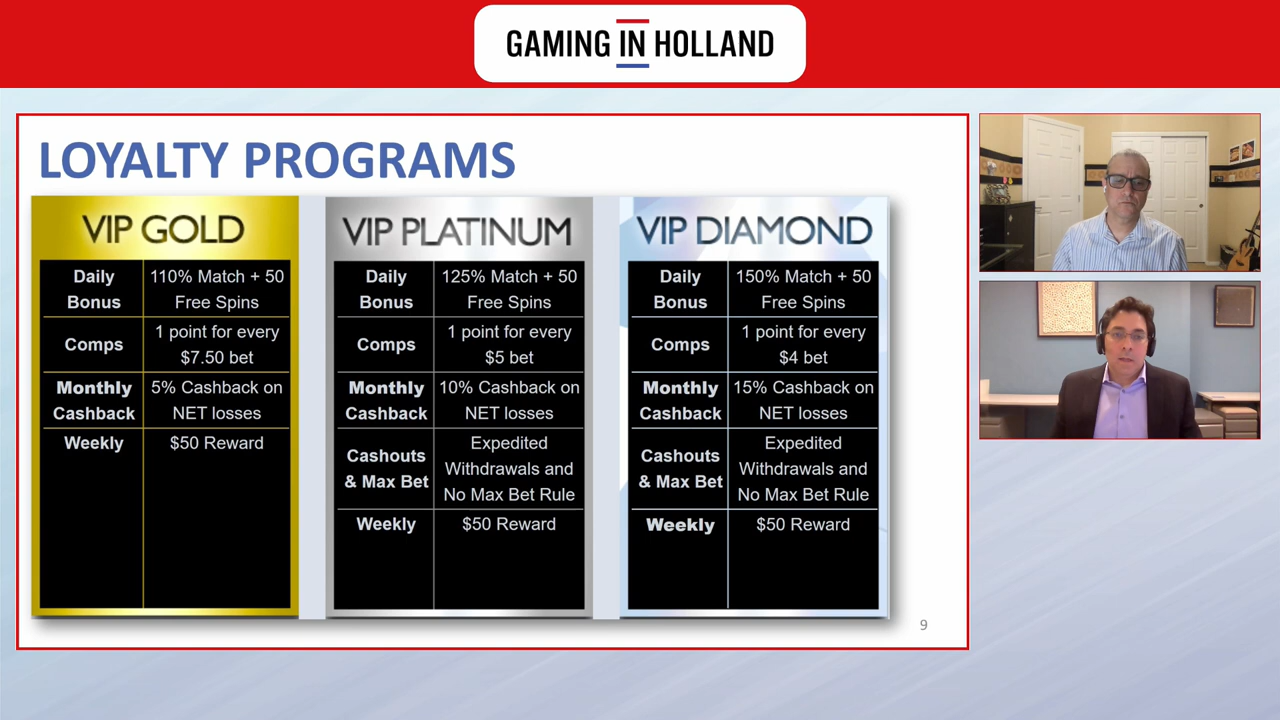 GAMING IN HOLLAND
LOYALTY PROGRAMS
VIP GOLD
Daily
Bonus
110% Match + 50
Free Spins
Comps
1 point for every
$7.50 bet
Monthly
Cashback
5% Cashback on
NET losses
Weekly
$50 Reward
VIP PLATINUM
Daily
Bonus
125% Match + 50
Free Spins
Comps
1 point for every
$5 bet
Monthly
Cashback
10% Cashback on
NET losses
Cashouts
& Max Bet
Expedited
Withdrawals and
No Max Bet Rule
Weekly
$50 Reward
VIP DIAMOND
Daily
Bonus
150% Match + 50
Free Spins
Comps
1 point for every
$4 bet
Monthly
Cashback
15% Cashback on
NET losses
Cashouts
& Max Bet
Expedited
Withdrawals and
No Max Bet Rule
Weekly
$50 Reward
9